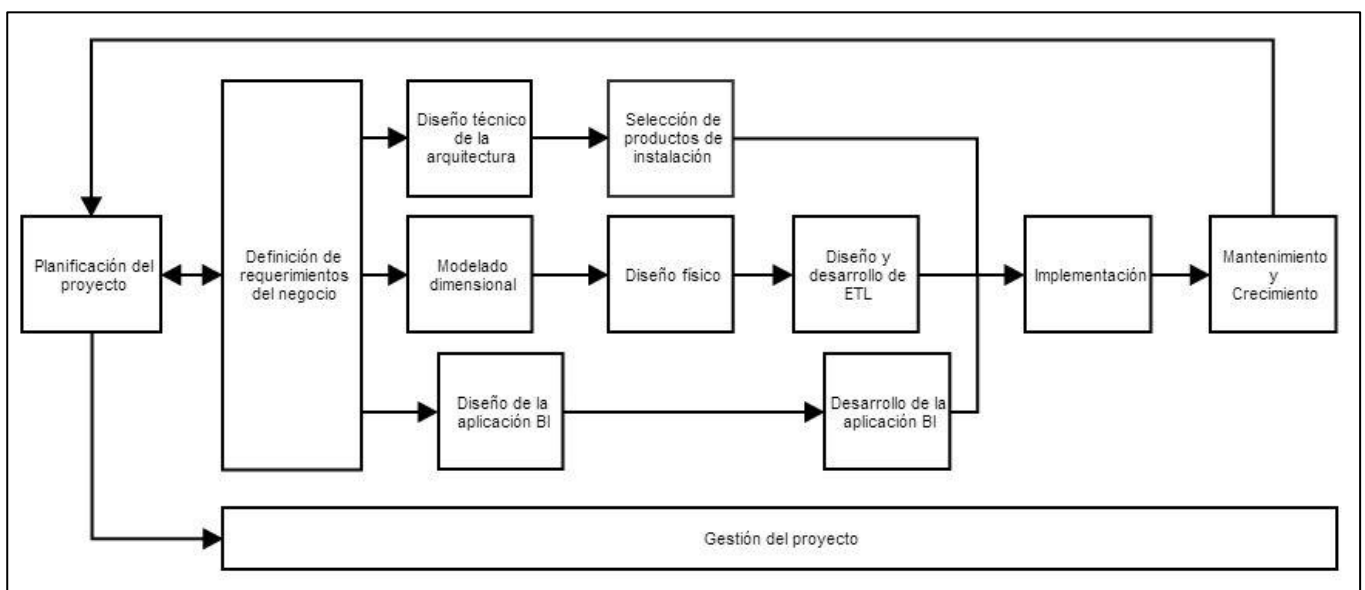 Diseño técnico
de la
arquitectura
Selección de
productos de
instalación
Planificación del
proyecto
Definición de
requerimientos
del negocio
Modelado
dimensional
Diseño físico
Diseño y
desarrollo de
ETL
Implementación
Mantenimiento
y
Crecimiento
Diseño de la
aplicación BI
Desarrollo de la
aplicación BI
Gestión del proyecto